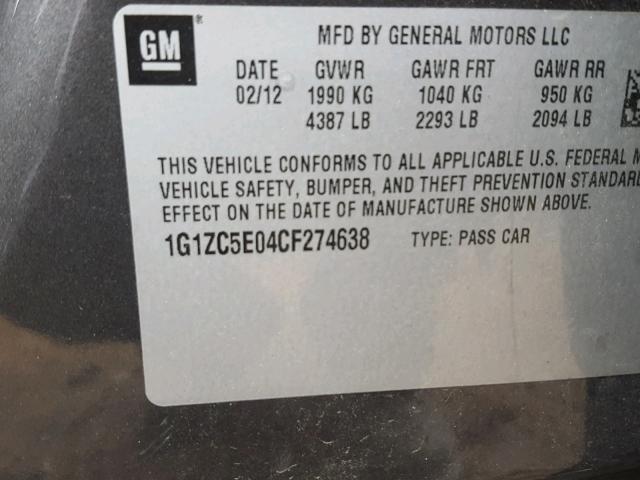 GM
MFD BY GENERAL MOTORS LLC
DATE GVWR GAWR FRT GAWR RR
02/12 1990 KG 1040 KG 950 KG
4387 LB 2293 LB 2094 LB
THIS VEHICLE CONFORMS TO ALL APPLICABLE U.S. FEDERAL M
VEHICLE SAFETY, BUMPER, AND THEFT PREVENTION STANDARD
EFFECT ON THE DATE OF MANUFACTURE SHOWN ABOVE.
1G1ZC5E04CF274638 TYPE: PASS CAR